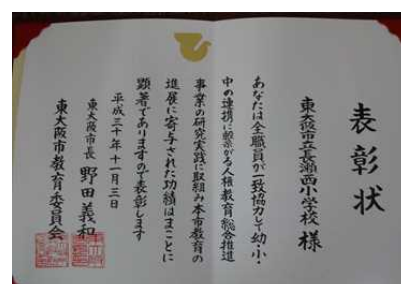 表彰状
東大阪市立長瀬西小学校 様
あなたは全職員が一致協力して幼・小・
中の連携に繋がる人権教育総合推進
事業の研究実践に取組み本市教育の
進展に寄与された功績はまことに
顕著でありますので表彰します
平成三十年十一月三日
東大阪市長 野田義和
東大阪市教育委員会